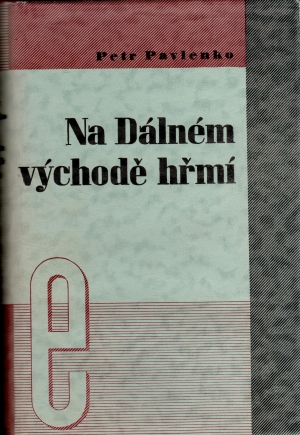 Petr Pavlenko
Na Dálném
východě hřmí
e